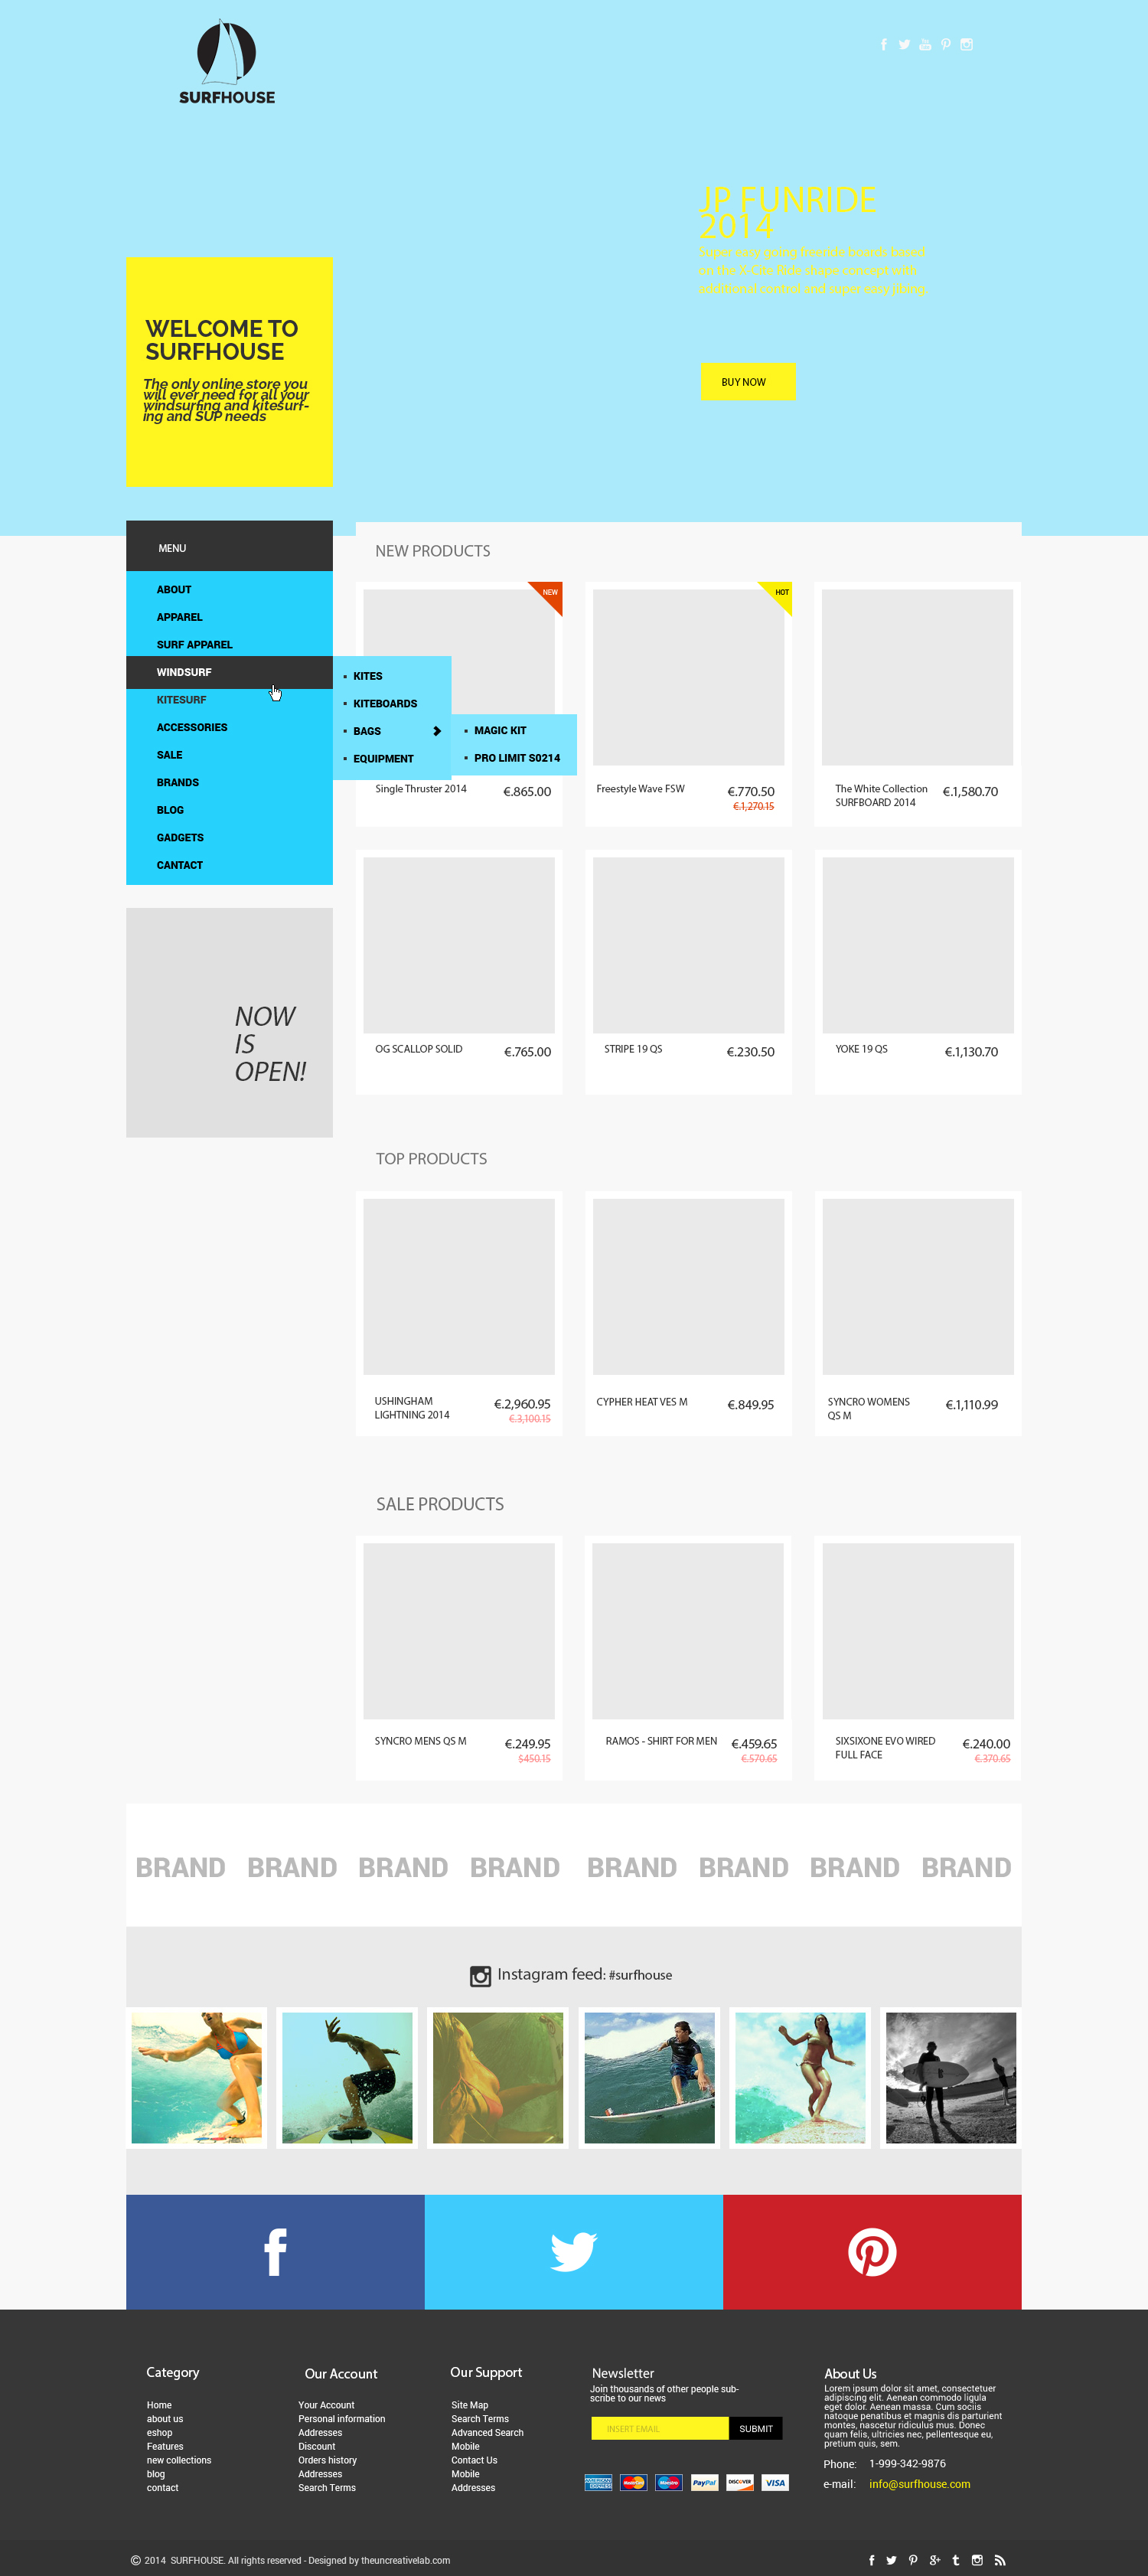 SURFHOUSE
JP FUNRIDE
2014
Super easy going freeride boards based
on the X-Cite Ride shape concept with
additional control and super easy jibing.
BUY NOW
WELCOME TO
SURFHOUSE
The only online store you
will ever need for all your
windsurfing and kitesurf-
ing and SUP needs
MENU
ABOUT
APPAREL
SURF APPAREL
WINDSURF
KITESURF
ACCESSORIES
SALE
BRANDS
BLOG
GADGETS
CANTACT
KITES
KITEBOARDS
BAGS
EQUIPMENT
MAGIC KIT
PRO LIMIT S0214
NOW
IS
OPEN!
NEW PRODUCTS
NEW
HOT
Single Thruster 2014 €.865.00
Freestyle Wave FSW €.770.50
€.1,270.15
The White Collection €.1,580.70
SURFBOARD 2014
OG SCALLOP SOLID €.765.00
STRIPE 19 QS €.230.50
YOKE 19 QS €.1,130.70
TOP PRODUCTS
USHINGHAM €.2,960.95
LIGHTNING 2014 €.3,100.15
CYPHER HEAT VES M €.849.95
SYNCRO WOMENS €.1,110.99
QS M
SALE PRODUCTS
SYNCRO MENS QS M €.249.95
$450.15
RAMOS - SHIRT FOR MEN €.459.65
€.570.65
SIXSIXONE EVO WIRED €.240.00
FULL FACE €.370.65
BRAND BRAND BRAND BRAND BRAND BRAND BRAND BRAND
Instagram feed: #surfhouse
Category
Home
about us
eshop
Features
new collections
blog
contact
Our Account
Your Account
Personal information
Addresses
Discount
Orders history
Addresses
Search Terms
Our Support
Site Map
Search Terms
Advanced Search
Mobile
Contact Us
Mobile
Addresses
Newsletter
Join thousands of other people sub-
scribe to our news
INSERT EMAIL SUBMIT
AMERICAN EXPRESS MasterCard Maestro PayPal DISCOVER VISA
About Us
Lorem ipsum dolor sit amet, consectetuer
adipiscing elit. Aenean commodo ligula
eget dolor. Aenean massa. Cum sociis
natoque penatibus et magnis dis parturient
montes, nascetur ridiculus mus. Donec
quam felis, ultricies nec, pellentesque eu,
pretium quis, sem.
Phone: 1-999-342-9876
e-mail: info@surfhouse.com
© 2014 SURFHOUSE. All rights reserved - Designed by theuncreativelab.com